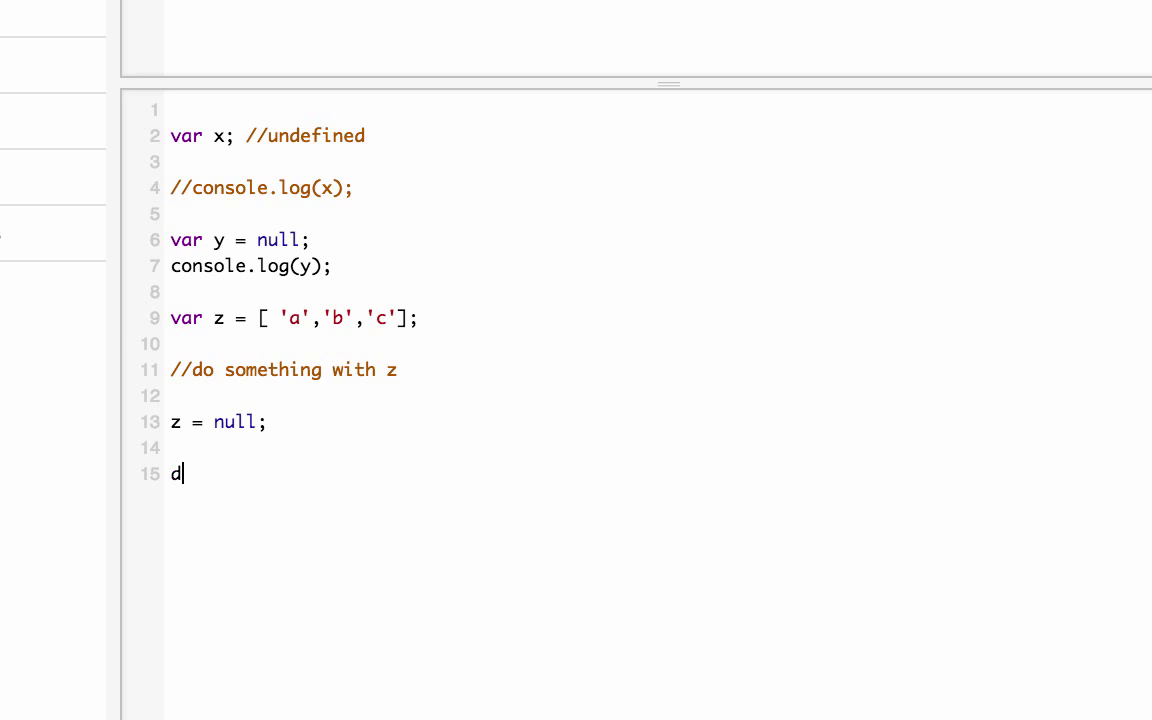 1
2 var x; //undefined
3
4 //console.log(x);
5
6 var y = null;
7 console.log(y);
8
9 var z = [ 'a','b','c'];
10
11 //do something with z
12
13 z = null;
14
15 d